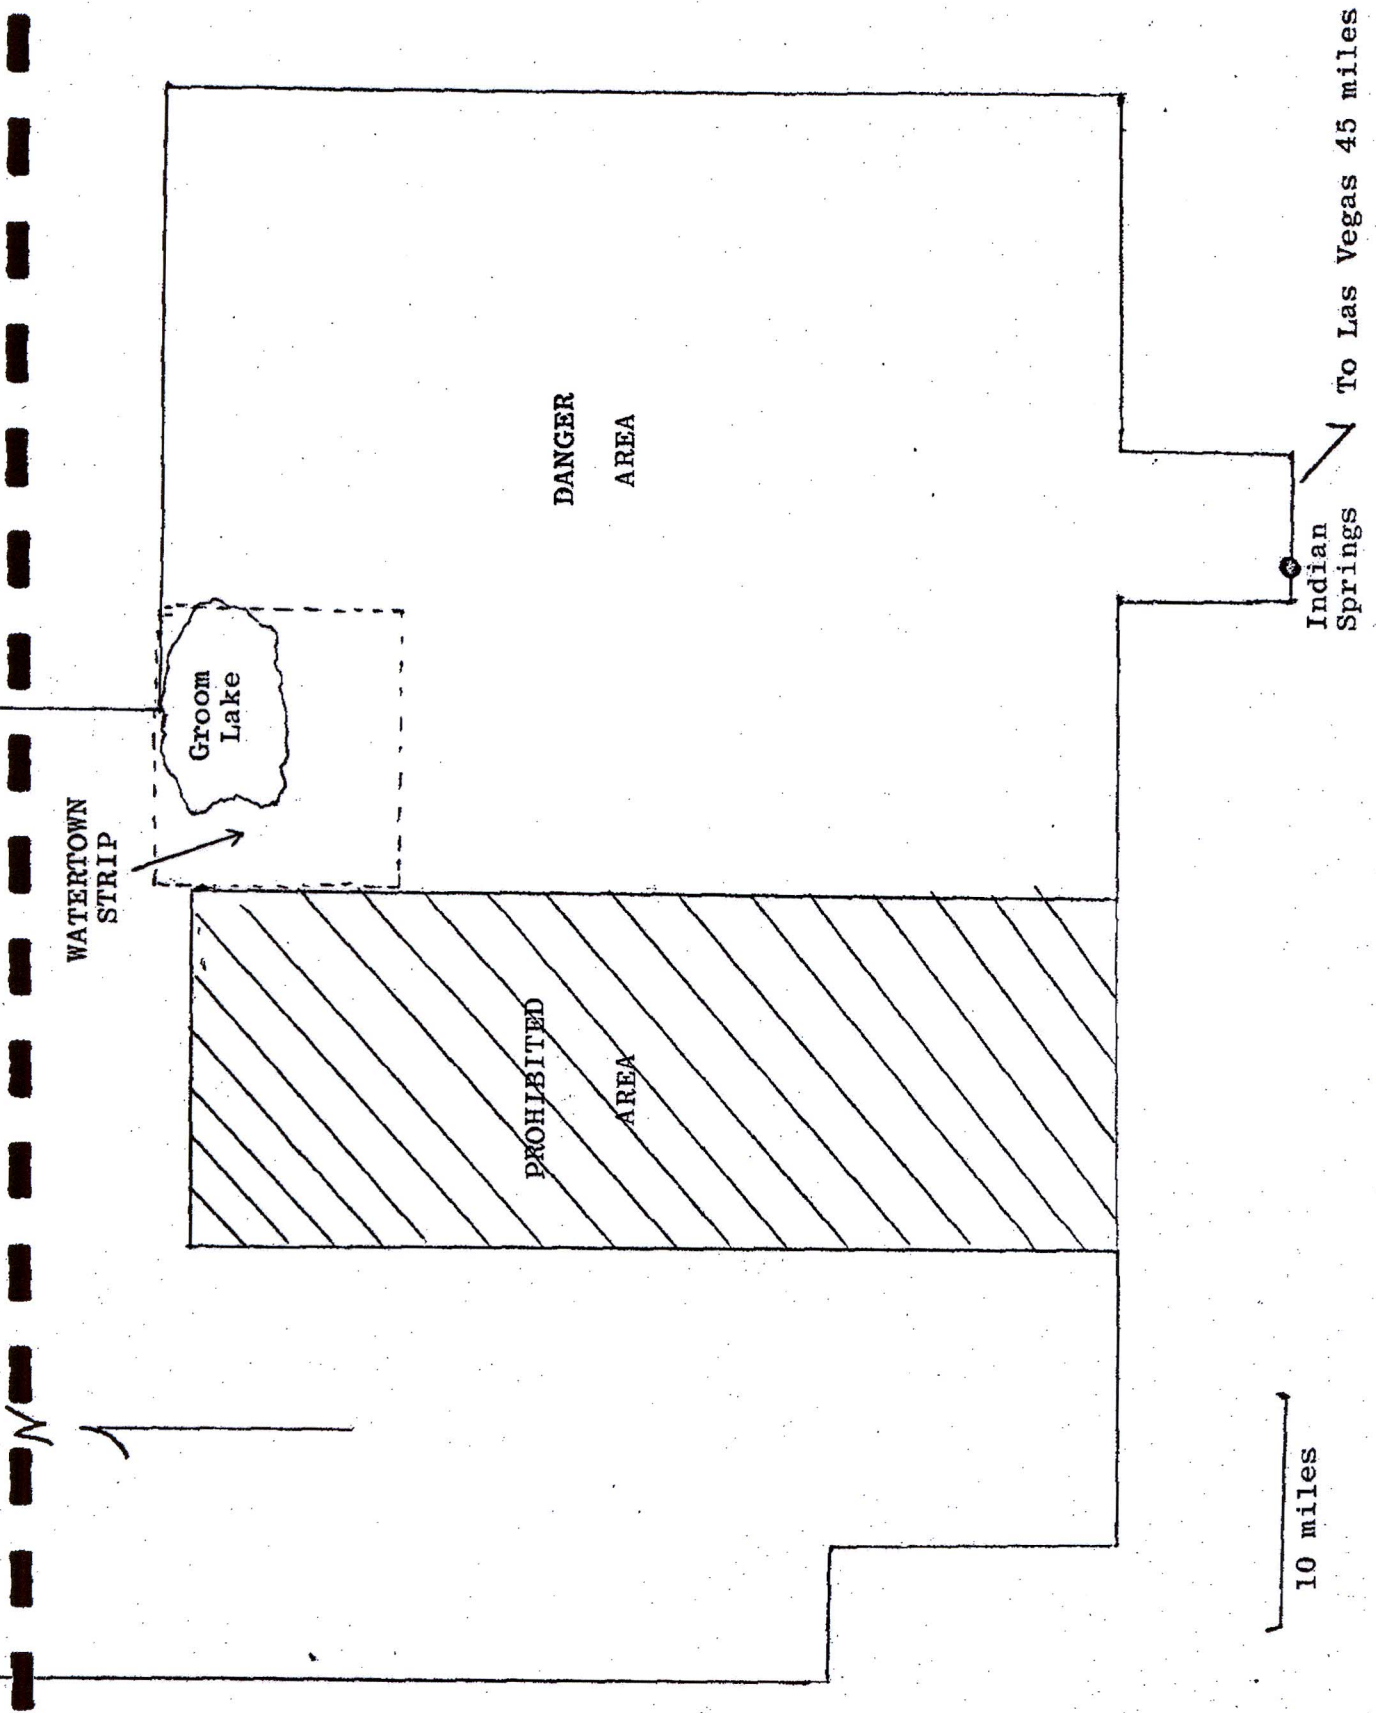 N
WATERTOWN
STRIP
Groom
Lake
DANGER
AREA
PROHIBITED
AREA
Indian
Springs
To Las Vegas 45 miles
10 miles